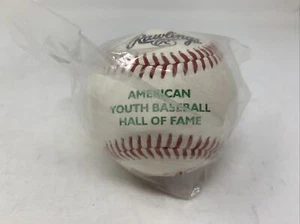 Rawlings
R
AMERICAN
YOUTH BASEBALL
HALL OF FAME